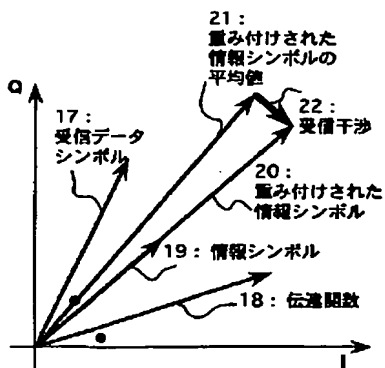 21:
重み付けされた
情報シンボルの
平均値
Q
17:
受信データ
シンボル
22:
受信干渉
20:
重み付けされた
情報シンボル
19: 情報シンボル
18: 伝達関数
I